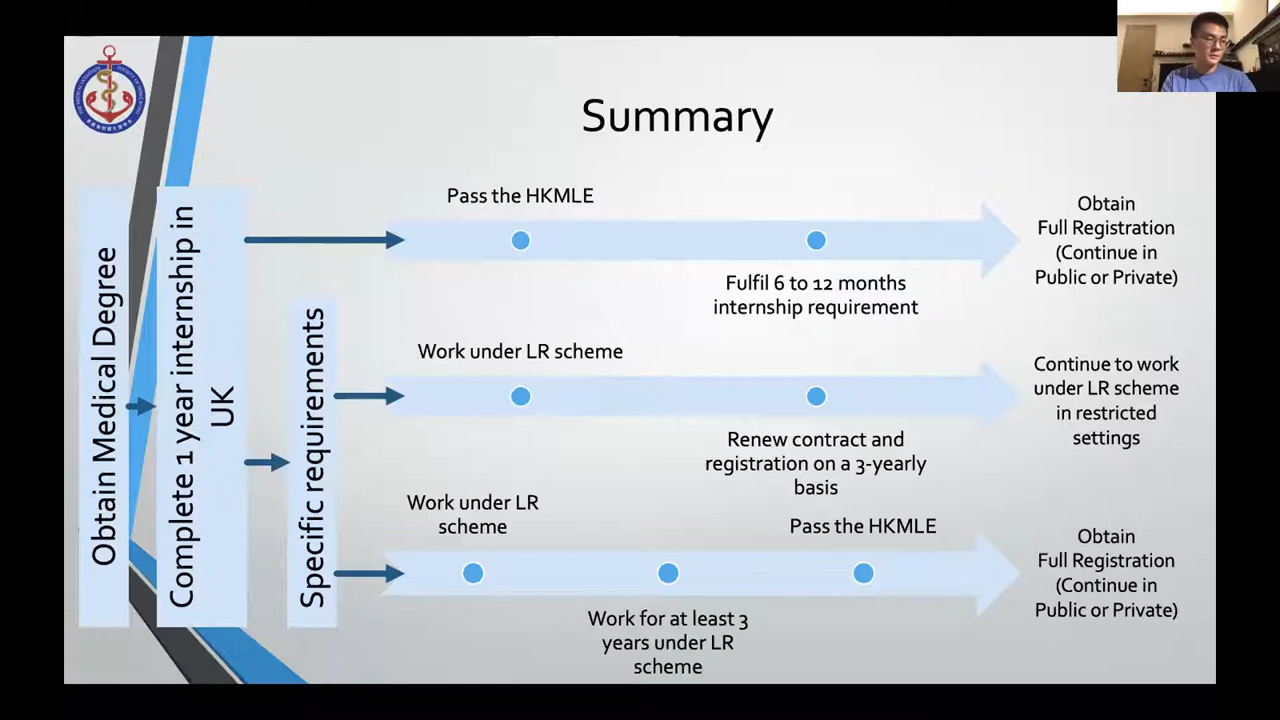 Summary
Obtain Medical Degree
Complete 1 year internship in
UK
Specific requirements
Pass the HKMLE
Fulfil 6 to 12 months
internship requirement
Obtain
Full Registration
(Continue in
Public or Private)
Work under LR scheme
Renew contract and
registration on a 3-yearly
basis
Continue to work
under LR scheme
in restricted
settings
Work under LR
scheme
Work for at least 3
years under LR
scheme
Pass the HKMLE
Obtain
Full Registration
(Continue in
Public or Private)